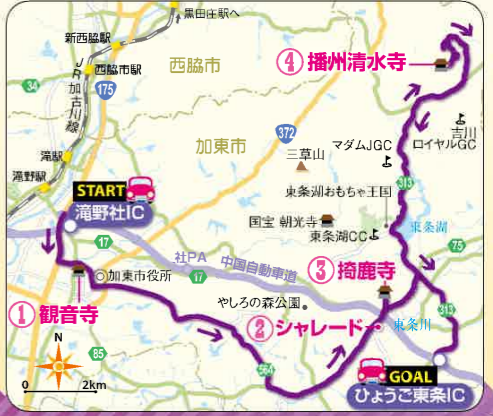 黒田庄駅へ
新西脇駅
西脇市駅
JR加古川線
175
34
西脇市
④ 播州清水寺
加東市
372
滝駅
滝野駅
三草山
マダムJGC
吉川
ロイヤルGC
START
滝野社IC
東条湖おもちゃ王国
313
国宝 朝光寺
東条湖CC
東条湖
17
社PA
中国自動車道
75
加東市役所
17
③ 掎鹿寺
① 観音寺
やしろの森公園
② シャレード
東条川
313
N
85
564
GOAL
ひょうご東条IC
0 2km